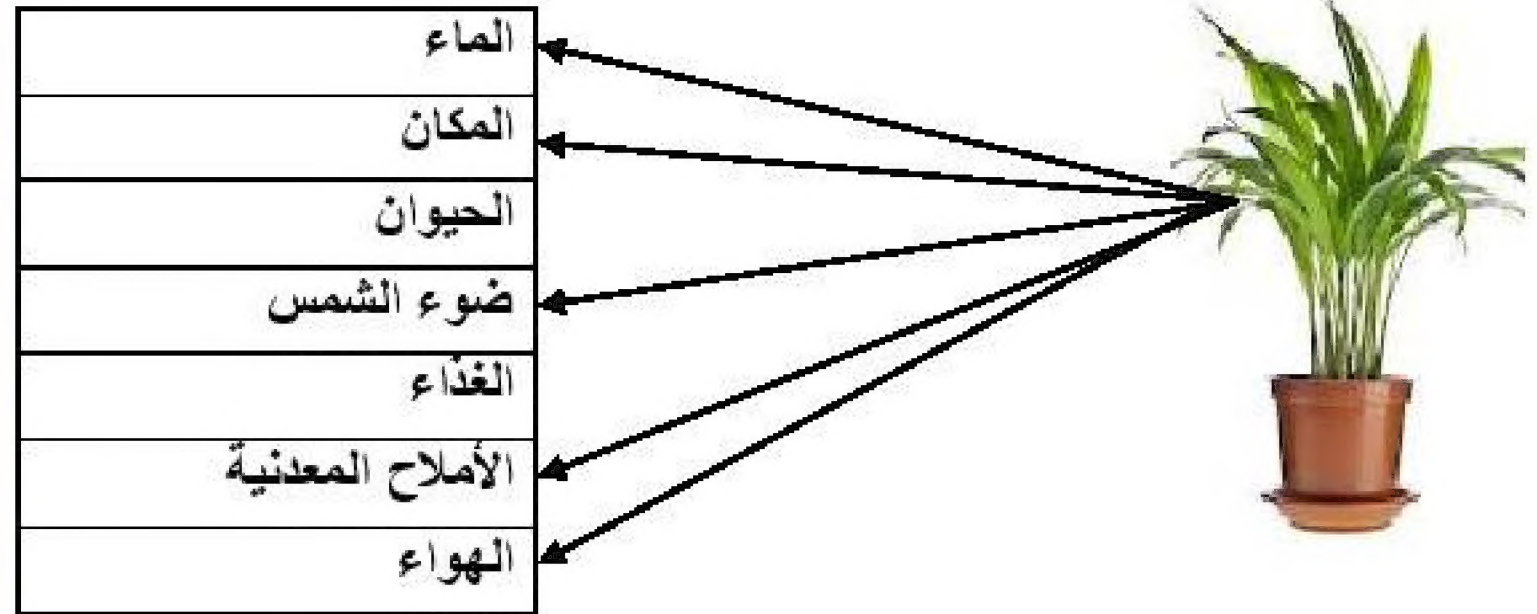 الماء
المكان
الحيوان
ضوء الشمس
الغذاء
الأملاح المعدنية
الهواء